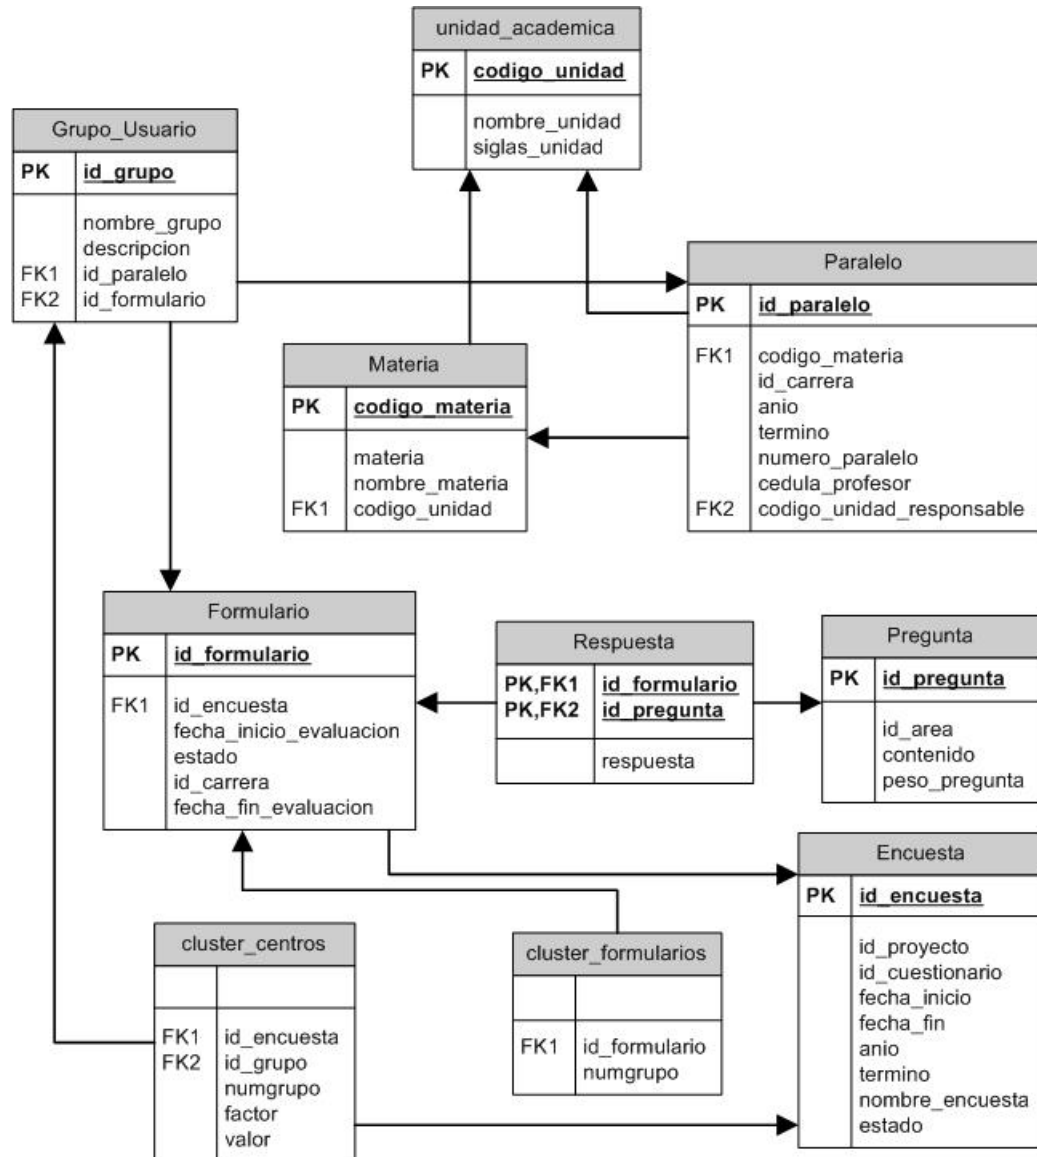 unidad_academica
PK codigo_unidad
nombre_unidad
siglas_unidad
Grupo_Usuario
PK id_grupo
nombre_grupo
descripcion
FK1 id_paralelo
FK2 id_formulario
Paralelo
PK id_paralelo
FK1 codigo_materia
id_carrera
anio
termino
numero_paralelo
cedula_profesor
FK2 codigo_unidad_responsable
Materia
PK codigo_materia
materia
nombre_materia
FK1 codigo_unidad
Formulario
PK id_formulario
FK1 id_encuesta
fecha_inicio_evaluacion
estado
id_carrera
fecha_fin_evaluacion
Respuesta
PK,FK1 id_formulario
PK,FK2 id_pregunta
respuesta
Pregunta
PK id_pregunta
id_area
contenido
peso_pregunta
Encuesta
PK id_encuesta
id_proyecto
id_cuestionario
fecha_inicio
fecha_fin
anio
termino
nombre_encuesta
estado
cluster_centros
FK1 id_encuesta
FK2 id_grupo
numgrupo
factor
valor
cluster_formularios
FK1 id_formulario
numgrupo